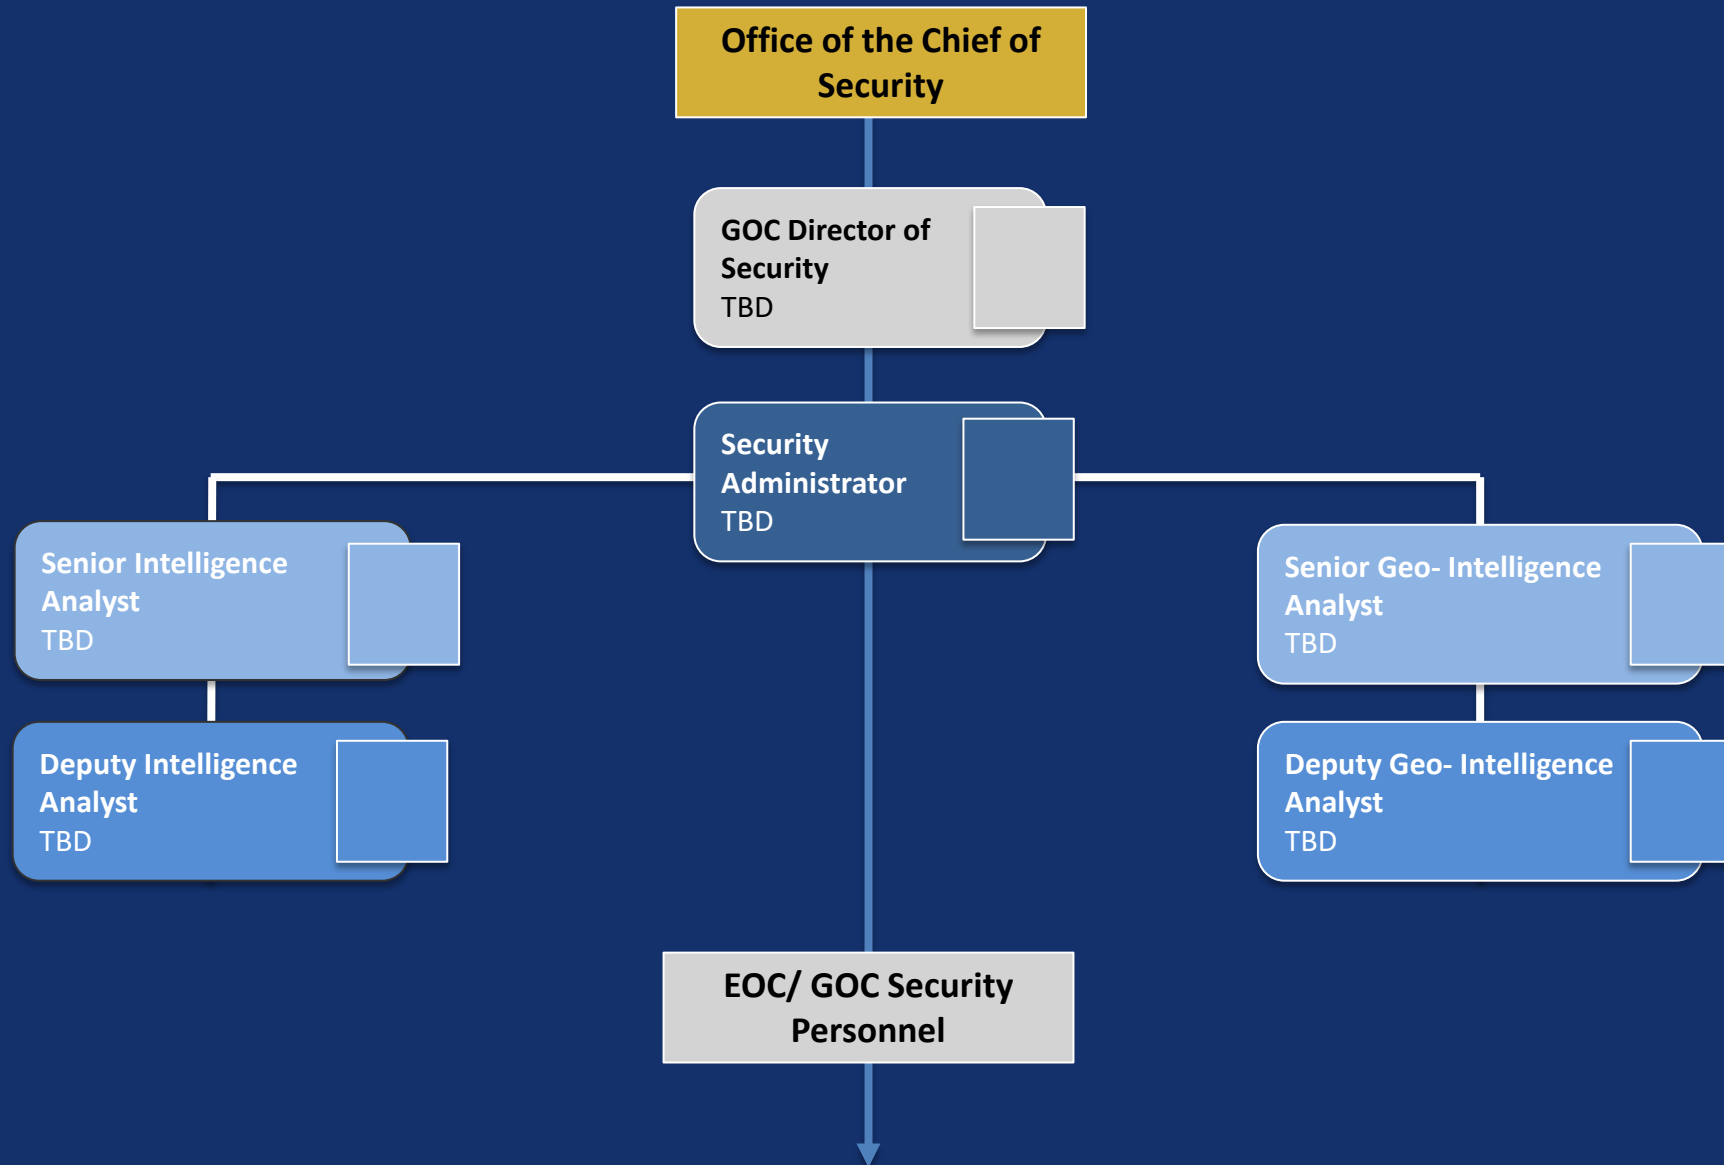 Office of the Chief of
Security
GOC Director of
Security
TBD
Security
Administrator
TBD
Senior Intelligence
Analyst
TBD
Senior Geo- Intelligence
Analyst
TBD
Deputy Intelligence
Analyst
TBD
Deputy Geo- Intelligence
Analyst
TBD
EOC/ GOC Security
Personnel